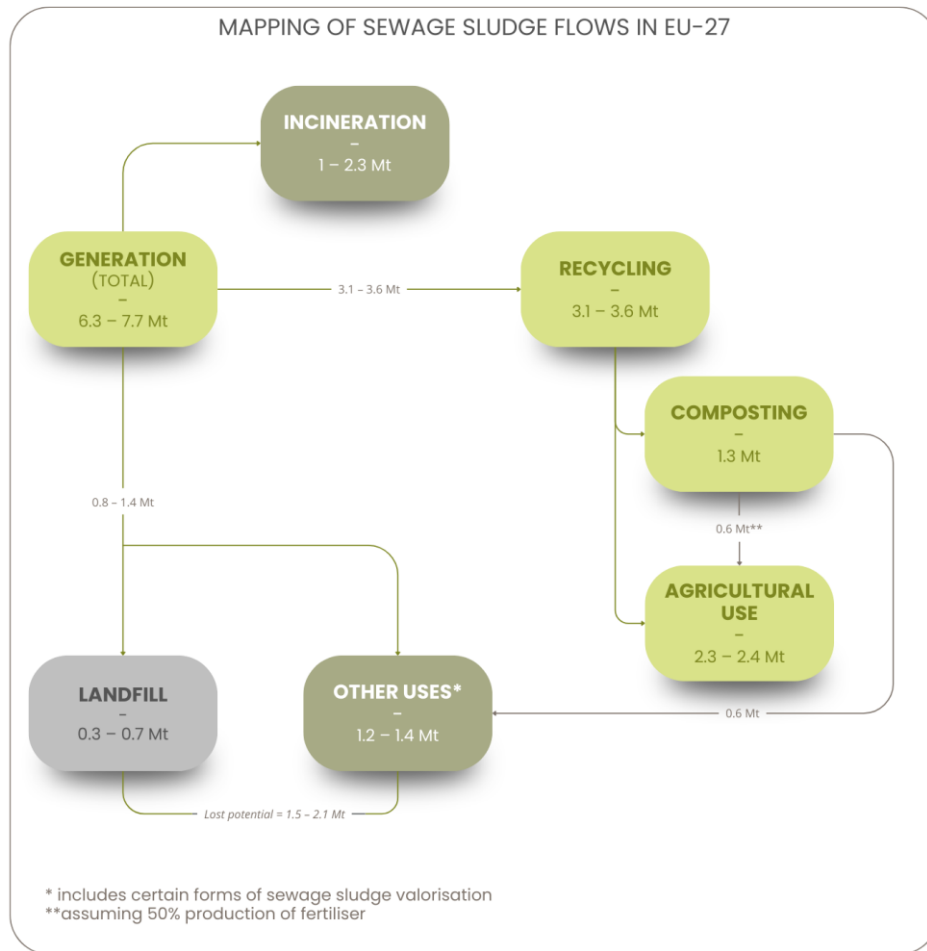 MAPPING OF SEWAGE SLUDGE FLOWS IN EU-27
INCINERATION
–
1 – 2.3 Mt
GENERATION
(TOTAL)
–
6.3 – 7.7 Mt
3.1 – 3.6 Mt
RECYCLING
–
3.1 – 3.6 Mt
COMPOSTING
–
1.3 Mt
0.8 – 1.4 Mt
0.6 Mt**
AGRICULTURAL
USE
–
2.3 – 2.4 Mt
LANDFILL
–
0.3 – 0.7 Mt
OTHER USES*
–
1.2 – 1.4 Mt
0.6 Mt
Lost potential = 1.5 – 2.1 Mt
* includes certain forms of sewage sludge valorisation
**assuming 50% production of fertiliser